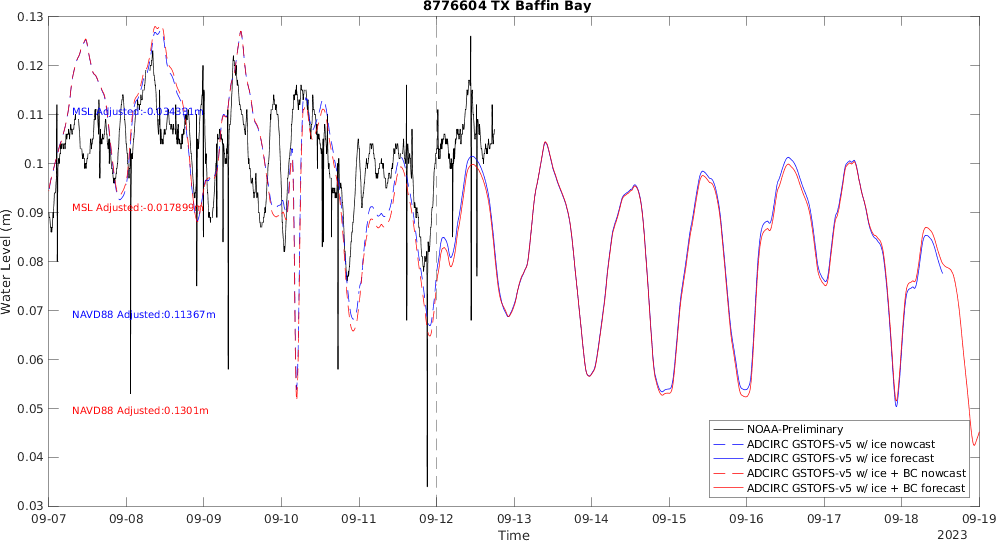 8776604 TX Baffin Bay
0.13
0.12
0.11
0.1
0.09
0.08
0.07
0.06
0.05
0.04
0.03
Water Level (m)
MSL Adjusted:-0.034391m
MSL Adjusted:-0.017899m
NAVD88 Adjusted:0.11367m
NAVD88 Adjusted:0.1301m
NOAA-Preliminary
ADCIRC GSTOFS-v5 w/ ice nowcast
ADCIRC GSTOFS-v5 w/ ice forecast
ADCIRC GSTOFS-v5 w/ ice + BC nowcast
ADCIRC GSTOFS-v5 w/ ice + BC forecast
09-07 09-08 09-09 09-10 09-11 09-12 09-13 09-14 09-15 09-16 09-17 09-18 09-19
Time
2023